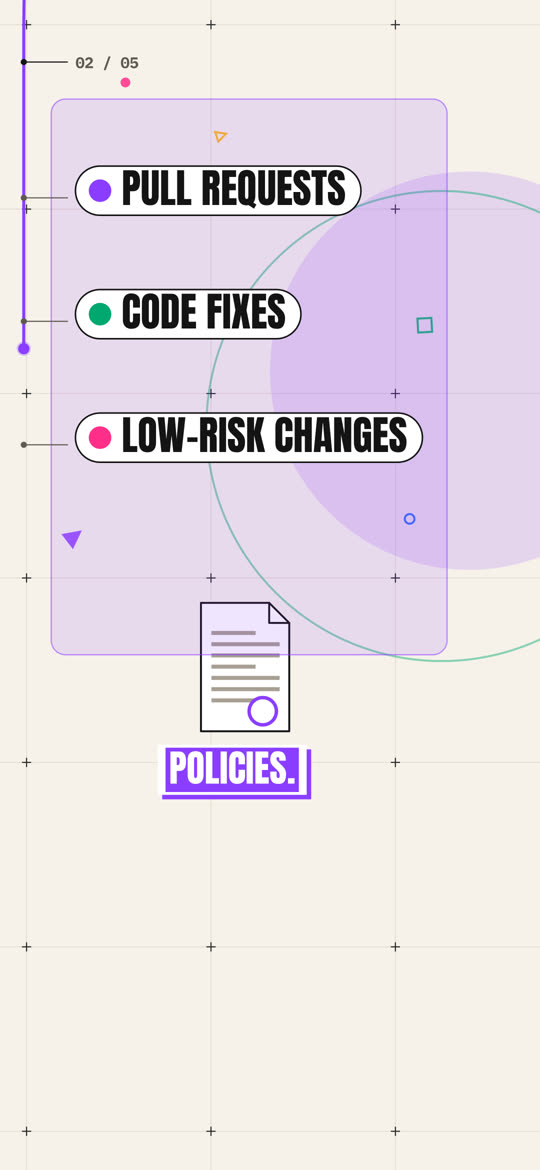 02 / 05
PULL REQUESTS
CODE FIXES
LOW-RISK CHANGES
POLICIES.